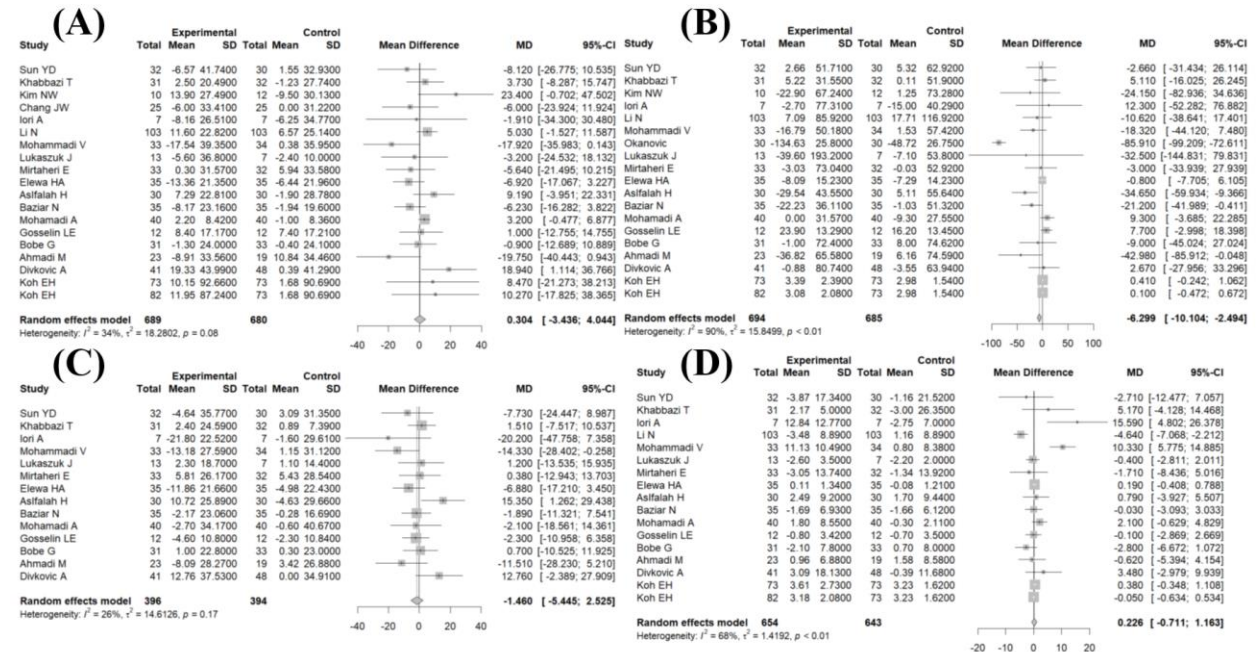 (A)
Experimental Control
Study Total Mean SD Total Mean SD Mean Difference MD 95%-CI
Sun YD 32 -6.57 41.7400 30 1.55 32.9300 -8.120 [-26.775; 10.535]
Khabbazi T 31 2.50 20.4900 32 -1.23 27.7400 3.730 [ -8.287; 15.747]
Kim NW 10 13.90 27.4900 12 -9.50 30.1300 23.400 [ -0.702; 47.502]
Chang JW 25 -6.00 33.4100 25 0.00 31.2200 -6.000 [-23.924; 11.924]
Iori A 7 -8.16 26.5100 7 -6.25 34.7700 -1.910 [-34.300; 30.480]
Li N 103 11.60 22.8200 103 6.57 25.1400 5.030 [ -1.527; 11.587]
Mohammadi V 33 -17.54 39.3500 34 0.38 35.9500 -17.920 [-35.983; 0.143]
Lukaszuk J 13 -5.60 36.8000 7 -2.40 10.0000 -3.200 [-24.532; 18.132]
Mirtaheri E 33 0.30 31.5700 32 5.94 33.5800 -5.640 [-21.495; 10.215]
Elewa HA 35 -13.36 21.3500 35 -6.44 21.9600 -6.920 [-17.067; 3.227]
Aslfalah H 30 7.29 22.8100 30 -1.90 28.7800 9.190 [ -3.951; 22.331]
Baziar N 35 -8.17 23.1600 35 -1.94 19.6600 -6.230 [-16.282; 3.822]
Mohamadi A 40 2.20 8.4200 40 -1.00 8.3600 3.200 [ -0.477; 6.877]
Gosselin LE 12 8.40 17.1700 12 7.40 17.2100 1.000 [-12.755; 14.755]
Bobe G 31 -1.30 24.0000 33 -0.40 24.1000 -0.900 [-12.689; 10.889]
Ahmadi M 23 -8.91 33.5600 19 10.84 34.4600 -19.750 [-40.443; 0.943]
Divkovic A 41 19.33 43.9900 48 0.39 41.2900 18.940 [ 1.114; 36.766]
Koh EH 73 10.15 92.6600 73 1.68 90.6900 8.470 [-21.273; 38.213]
Koh EH 82 11.95 87.2400 73 1.68 90.6900 10.270 [-17.825; 38.365]
Random effects model 689 680 0.304 [ -3.436; 4.044]
Heterogeneity: I² = 34%, τ² = 18.2802, p = 0.08
-40 -20 0 20 40
(B)
Experimental Control
Study Total Mean SD Total Mean SD Mean Difference MD 95%-CI
Sun YD 32 2.66 51.7100 30 5.32 62.9200 -2.660 [ -31.434; 26.114]
Khabbazi T 31 5.22 31.5500 32 0.11 51.9000 5.110 [ -16.025; 26.245]
Kim NW 10 -22.90 67.2400 12 1.25 73.2800 -24.150 [ -82.936; 34.636]
Iori A 7 -2.70 77.3100 7 -15.00 40.2900 12.300 [ -52.282; 76.882]
Li N 103 7.09 85.9200 103 17.71 116.9200 -10.620 [ -38.641; 17.401]
Mohammadi V 33 -16.79 50.1800 34 1.53 57.4200 -18.320 [ -44.120; 7.480]
Okanovic 30 -134.63 25.8000 30 -48.72 26.7500 -85.910 [ -99.209; -72.611]
Lukaszuk J 13 -39.60 193.2000 7 -7.10 53.8000 -32.500 [-144.831; 79.831]
Mirtaheri E 33 -3.03 73.0400 32 -0.03 52.9200 -3.000 [ -33.939; 27.939]
Elewa HA 35 -8.09 15.2300 35 -7.29 14.2300 -0.800 [ -7.705; 6.105]
Aslfalah H 30 -29.54 43.5500 30 5.11 55.6400 -34.650 [ -59.934; -9.366]
Baziar N 35 -22.23 36.1100 35 -1.03 51.3200 -21.200 [ -41.989; -0.411]
Mohamadi A 40 0.00 31.5700 40 -9.30 27.5500 9.300 [ -3.685; 22.285]
Gosselin LE 12 23.90 13.2900 12 16.20 13.4500 7.700 [ -2.998; 18.398]
Bobe G 31 -1.00 72.4000 33 8.00 74.6200 -9.000 [ -45.024; 27.024]
Ahmadi M 23 -36.82 65.5800 19 6.16 74.5900 -42.980 [ -85.912; -0.048]
Divkovic A 41 -0.88 80.7400 48 -3.55 63.9400 2.670 [ -27.956; 33.296]
Koh EH 73 3.39 2.3900 73 2.98 1.5400 0.410 [ -0.242; 1.062]
Koh EH 82 3.08 2.0800 73 2.98 1.5400 0.100 [ -0.472; 0.672]
Random effects model 694 685 -6.299 [ -10.104; -2.494]
Heterogeneity: I² = 90%, τ² = 15.8499, p < 0.01
-100 -50 0 50 100
(C)
Experimental Control
Study Total Mean SD Total Mean SD Mean Difference MD 95%-CI
Sun YD 32 -4.64 35.7700 30 3.09 31.3500 -7.730 [-24.447; 8.987]
Khabbazi T 31 2.40 24.5900 32 0.89 7.3900 1.510 [ -7.517; 10.537]
Iori A 7 -21.80 22.5200 7 -1.60 29.6100 -20.200 [-47.758; 7.358]
Mohammadi V 33 -13.18 27.5900 34 1.15 31.1200 -14.330 [-28.402; -0.258]
Lukaszuk J 13 2.30 18.7000 7 1.10 14.4000 1.200 [-13.535; 15.935]
Mirtaheri E 33 5.81 26.1700 32 5.43 28.5400 0.380 [-12.943; 13.703]
Elewa HA 35 -11.86 21.6600 35 -4.98 22.4300 -6.880 [-17.210; 3.450]
Aslfalah H 30 10.72 25.8900 30 -4.63 29.6600 15.350 [ 1.262; 29.438]
Baziar N 35 -2.17 23.0600 35 -0.28 16.6900 -1.890 [-11.321; 7.541]
Mohamadi A 40 -2.70 34.1700 40 -0.60 40.6700 -2.100 [-18.561; 14.361]
Gosselin LE 12 -4.60 10.8000 12 -2.30 10.8400 -2.300 [-10.958; 6.358]
Bobe G 31 1.00 22.8000 33 0.30 23.0000 0.700 [-10.525; 11.925]
Ahmadi M 23 -8.09 28.2700 19 3.42 26.8800 -11.510 [-28.230; 5.210]
Divkovic A 41 12.76 37.5300 48 0.00 34.9100 12.760 [ -2.389; 27.909]
Random effects model 396 394 -1.460 [ -5.445; 2.525]
Heterogeneity: I² = 26%, τ² = 14.6126, p = 0.17
-40 -20 0 20 40
(D)
Experimental Control
Study Total Mean SD Total Mean SD Mean Difference MD 95%-CI
Sun YD 32 -3.87 17.3400 30 -1.16 21.5200 -2.710 [-12.477; 7.057]
Khabbazi T 31 2.17 5.0000 32 -3.00 26.3500 5.170 [ -4.128; 14.468]
Iori A 7 12.84 12.7700 7 -2.75 7.0000 15.590 [ 4.802; 26.378]
Li N 103 -3.48 8.8900 103 1.16 8.8900 -4.640 [ -7.068; -2.212]
Mohammadi V 33 11.13 10.4900 34 0.80 8.3800 10.330 [ 5.775; 14.885]
Lukaszuk J 13 -2.60 3.5000 7 -2.20 2.0000 -0.400 [ -2.811; 2.011]
Mirtaheri E 33 -3.05 13.7400 32 -1.34 13.9200 -1.710 [ -8.436; 5.016]
Elewa HA 35 0.11 1.3400 35 -0.08 1.2100 0.190 [ -0.408; 0.788]
Aslfalah H 30 2.49 9.2000 30 1.70 9.4400 0.790 [ -3.927; 5.507]
Baziar N 35 -1.69 6.9300 35 -1.66 6.1200 -0.030 [ -3.093; 3.033]
Mohamadi A 40 1.80 8.5500 40 -0.30 2.1100 2.100 [ -0.629; 4.829]
Gosselin LE 12 -0.80 3.4200 12 -0.70 3.5000 -0.100 [ -2.869; 2.669]
Bobe G 31 -2.10 7.8000 33 0.70 8.0000 -2.800 [ -6.672; 1.072]
Ahmadi M 23 0.96 6.8800 19 1.58 8.5800 -0.620 [ -5.394; 4.154]
Divkovic A 41 3.09 18.1300 48 -0.39 11.6800 3.480 [ -2.979; 9.939]
Koh EH 73 3.61 2.7300 73 3.23 1.6200 0.380 [ -0.348; 1.108]
Koh EH 82 3.18 2.0800 73 3.23 1.6200 -0.050 [ -0.634; 0.534]
Random effects model 654 643 0.226 [ -0.711; 1.163]
Heterogeneity: I² = 68%, τ² = 1.4192, p < 0.01
-20 -10 0 10 20